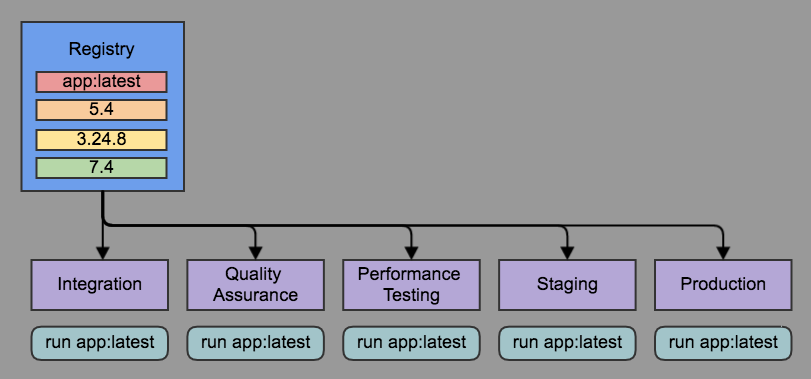 Registry
app:latest
5.4
3.24.8
7.4
Integration
Quality
Assurance
Performance
Testing
Staging
Production
run app:latest
run app:latest
run app:latest
run app:latest
run app:latest